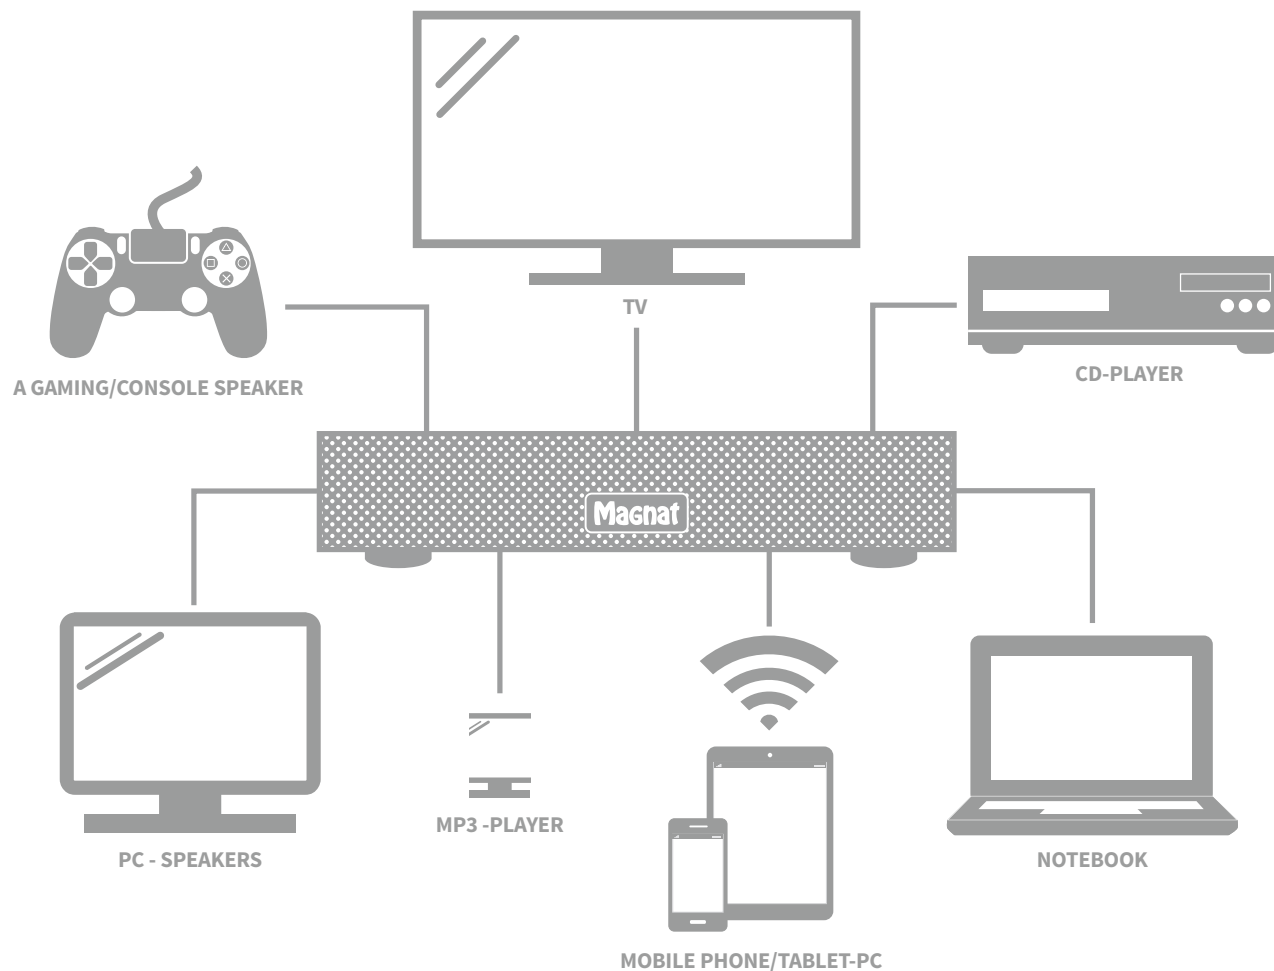 TV
A GAMING/CONSOLE SPEAKER
CD-PLAYER
Magnat
MP3 -PLAYER
PC - SPEAKERS
NOTEBOOK
MOBILE PHONE/TABLET-PC